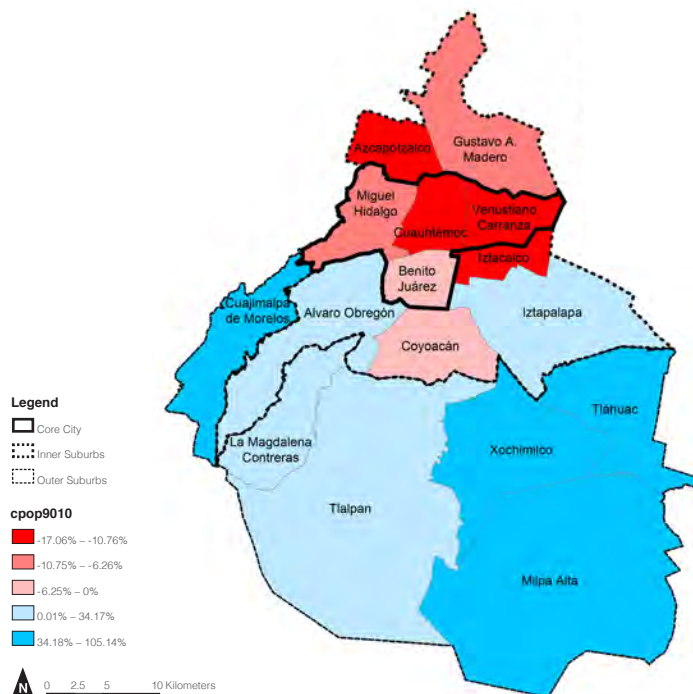 Gustavo A.
Madero
Azcapotzalco
Miguel
Hidalgo
Venustiano
Carranza
Cuauhtémoc
Iztacalco
Benito
Juárez
Cuajimalpa
de Morelos
Alvaro Obregón
Iztapalapa
Coyoacán
Tláhuac
La Magdalena
Contreras
Xochimilco
Tlalpan
Milpa Alta
Legend
Core City
Inner Suburbs
Outer Suburbs
cpop9010
-17.06% – -10.76%
-10.75% – -6.26%
-6.25% – 0%
0.01% – 34.17%
34.18% – 105.14%
N
0 2.5 5 10 Kilometers